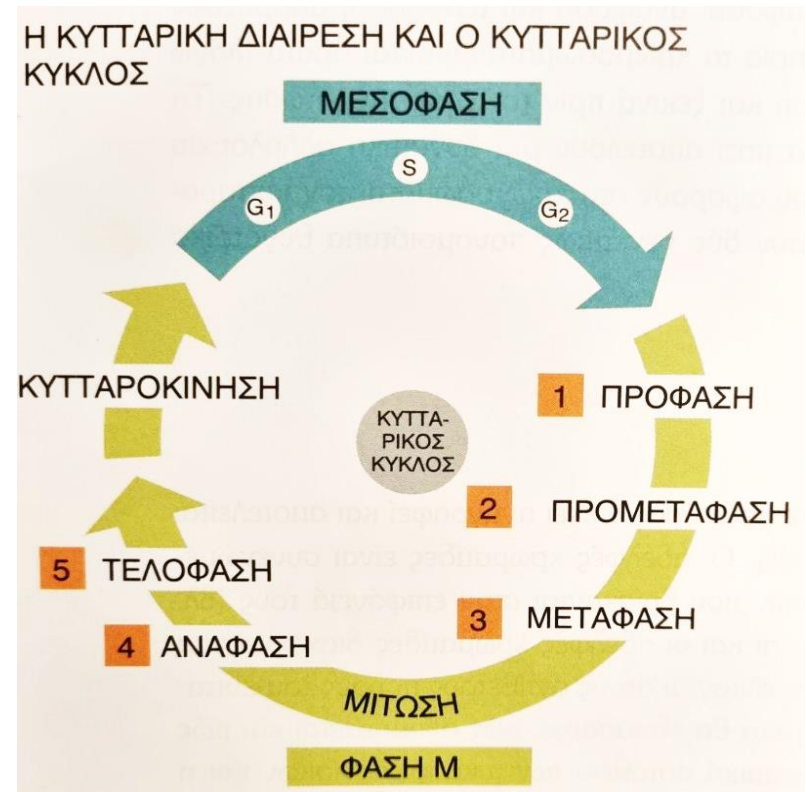 Η ΚΥΤΤΑΡΙΚΗ ΔΙΑΙΡΕΣΗ ΚΑΙ Ο ΚΥΤΤΑΡΙΚΟΣ
ΚΥΚΛΟΣ
ΜΕΣΟΦΑΣΗ
G1
S
G2
ΚΥΤΤΑΡΟΚΙΝΗΣΗ
1 ΠΡΟΦΑΣΗ
ΚΥΤΤΑ-
ΡΙΚΟΣ
ΚΥΚΛΟΣ
2 ΠΡΟΜΕΤΑΦΑΣΗ
3 ΜΕΤΑΦΑΣΗ
5 ΤΕΛΟΦΑΣΗ
4 ΑΝΑΦΑΣΗ
ΜΙΤΩΣΗ
ΦΑΣΗ Μ